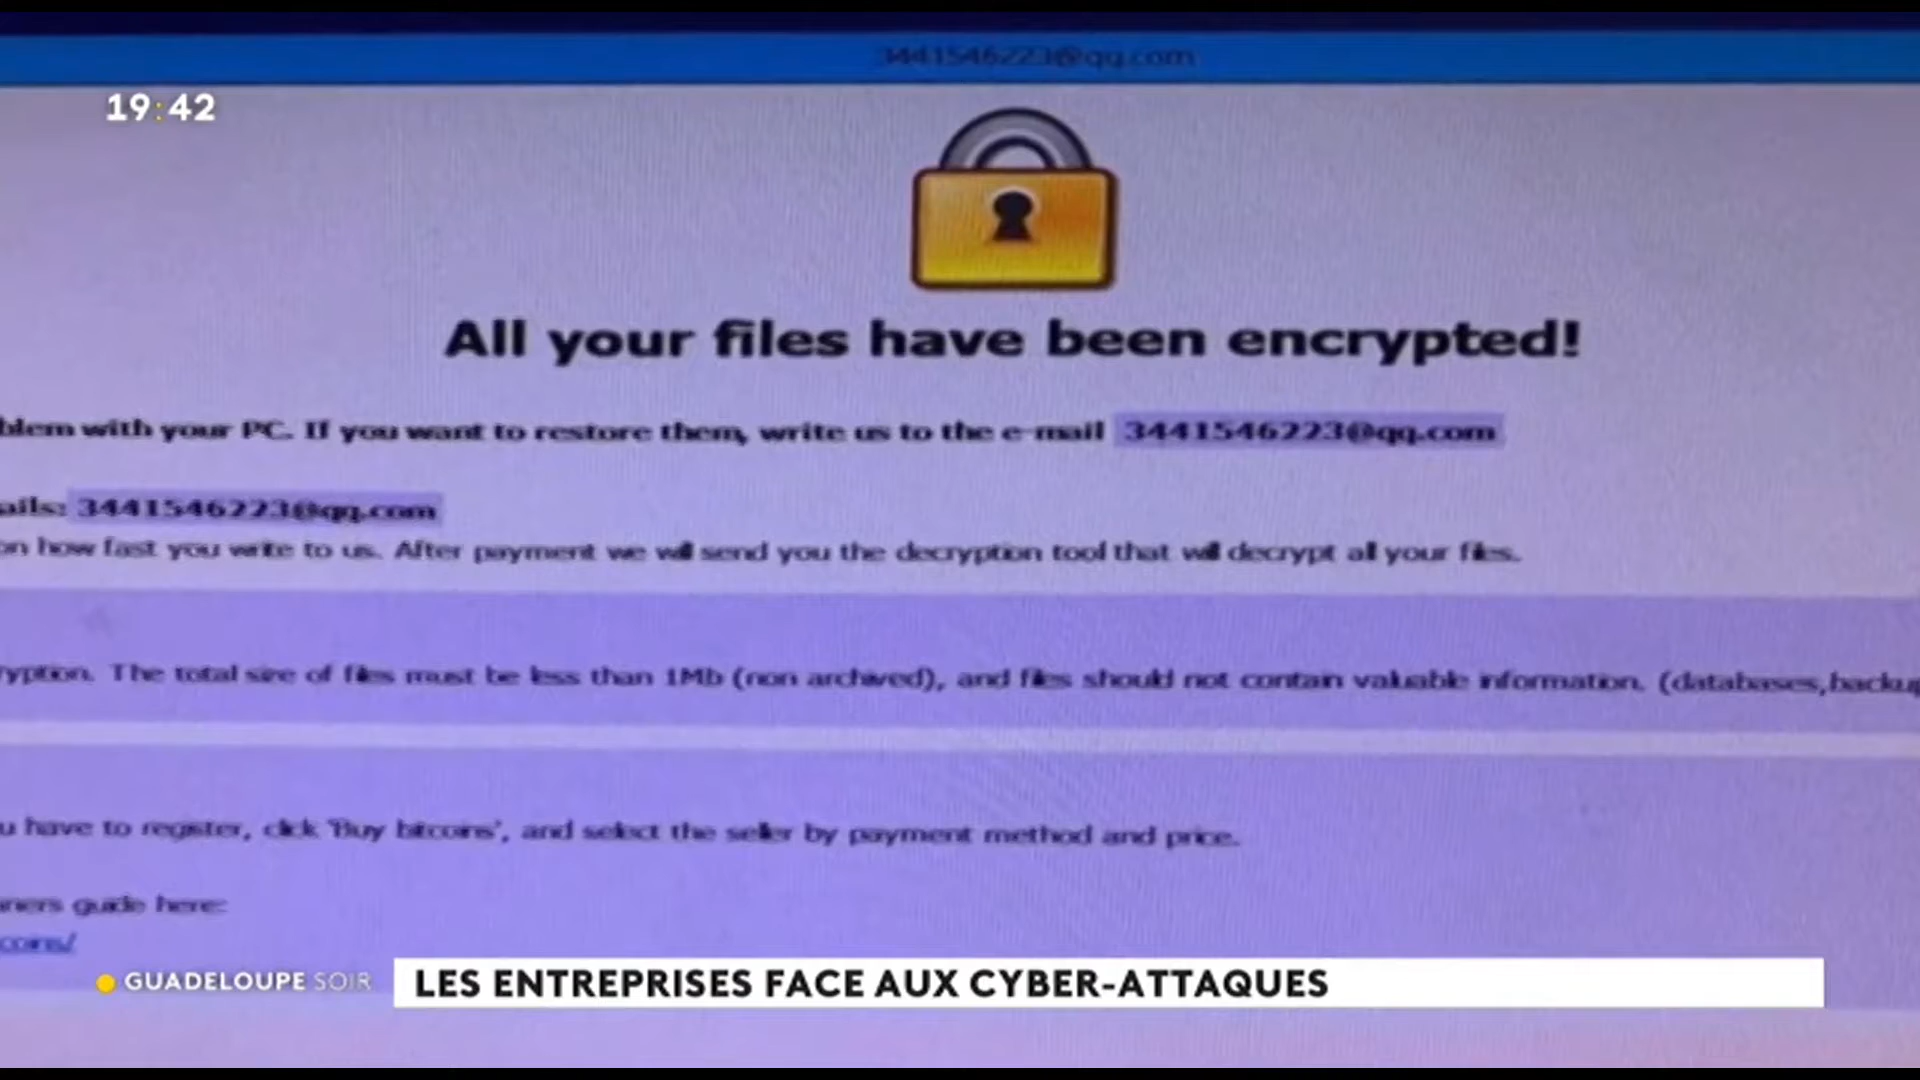 3441546223@qq.com
19:42
All your files have been encrypted!
blem with your PC. If you want to restore them, write us to the e-mail 3441546223@qq.com
ails: 3441546223@qq.com
on how fast you write to us. After payment we will send you the decryption tool that will decrypt all your files.
ryption. The total size of files must be less than 1Mb (non archived), and files should not contain valuable information. (databases,backup
u have to register, click 'Buy bitcoins', and select the seller by payment method and price.
ners guide here:
coins/
GUADELOUPE SOIR
LES ENTREPRISES FACE AUX CYBER-ATTAQUES